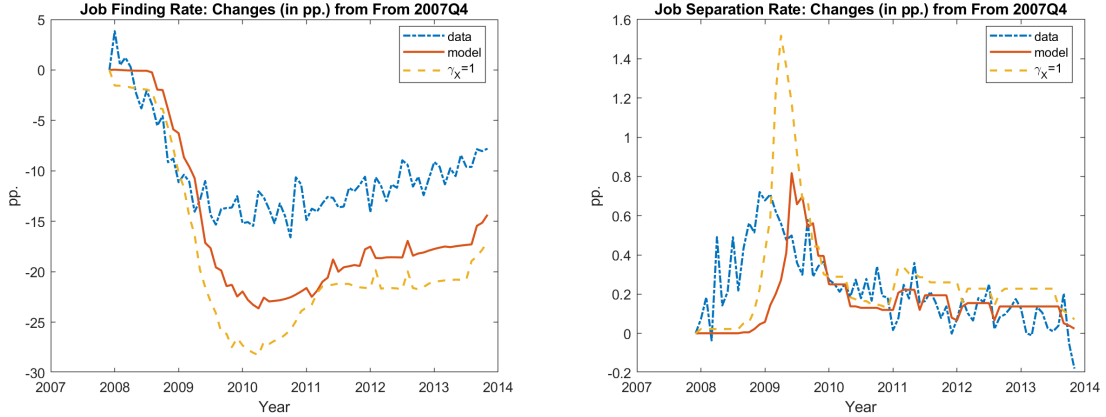 Job Finding Rate: Changes (in pp.) from From 2007Q4
5
0
-5
-10
-15
-20
-25
-30
pp.
2007 2008 2009 2010 2011 2012 2013 2014
Year
data
model
γX=1
Job Separation Rate: Changes (in pp.) from From 2007Q4
1.6
1.4
1.2
1
0.8
0.6
0.4
0.2
0
-0.2
pp.
2007 2008 2009 2010 2011 2012 2013 2014
Year
data
model
γX=1